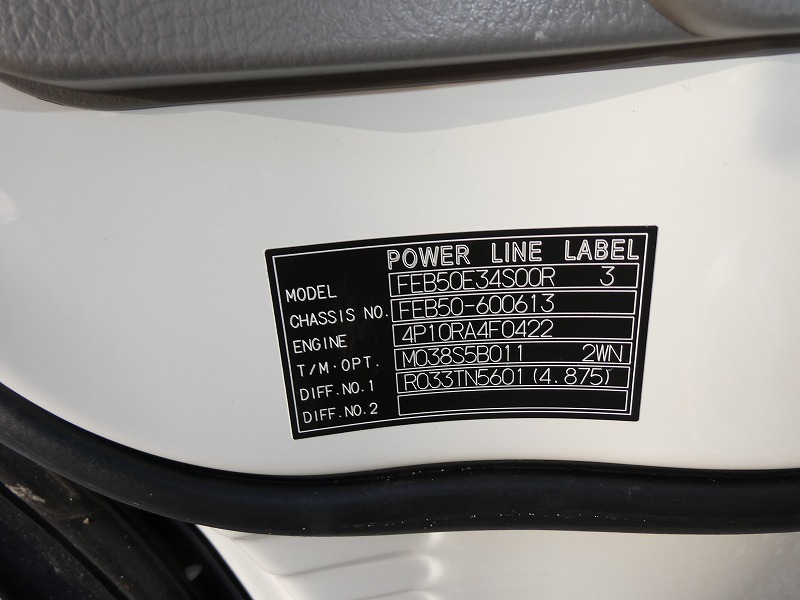 POWER LINE LABEL
MODEL FEB50E34S00R 3
CHASSIS NO. FEB50-600613
ENGINE 4P10RA4F0422
T/M·OPT. M038S5B011 2WN
DIFF.NO.1 R033TN5601(4.875)
DIFF.NO.2